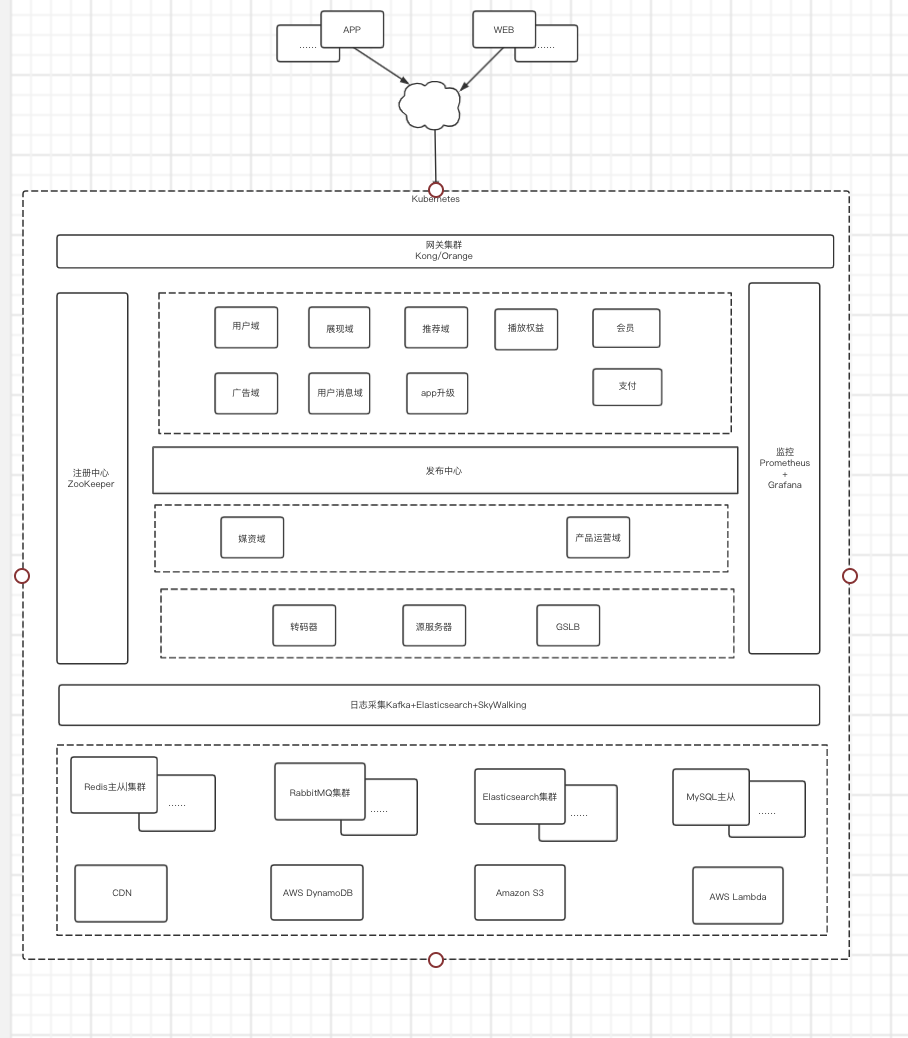 APP
......
WEB
......
Kubernetes
网关集群
Kong/Orange
用户域
展现域
推荐域
播放权益
会员
广告域
用户消息域
app升级
支付
注册中心
ZooKeeper
监控
Prometheus
+
Grafana
发布中心
媒资域
产品运营域
转码器
源服务器
GSLB
日志采集Kafka+Elasticsearch+SkyWalking
Redis主从集群
......
RabbitMQ集群
......
Elasticsearch集群
......
MySQL主从
......
CDN
AWS DynamoDB
Amazon S3
AWS Lambda